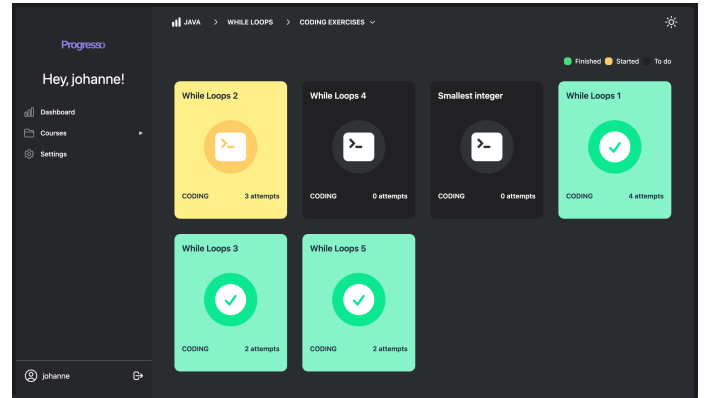 JAVA > WHILE LOOPS > CODING EXERCISES
Progresso
Hey, johanne!
Dashboard
Courses
Settings
johanne
Finished Started To do
While Loops 2
CODING 3 attempts
While Loops 4
CODING 0 attempts
Smallest integer
CODING 0 attempts
While Loops 1
CODING 4 attempts
While Loops 3
CODING 2 attempts
While Loops 5
CODING 2 attempts